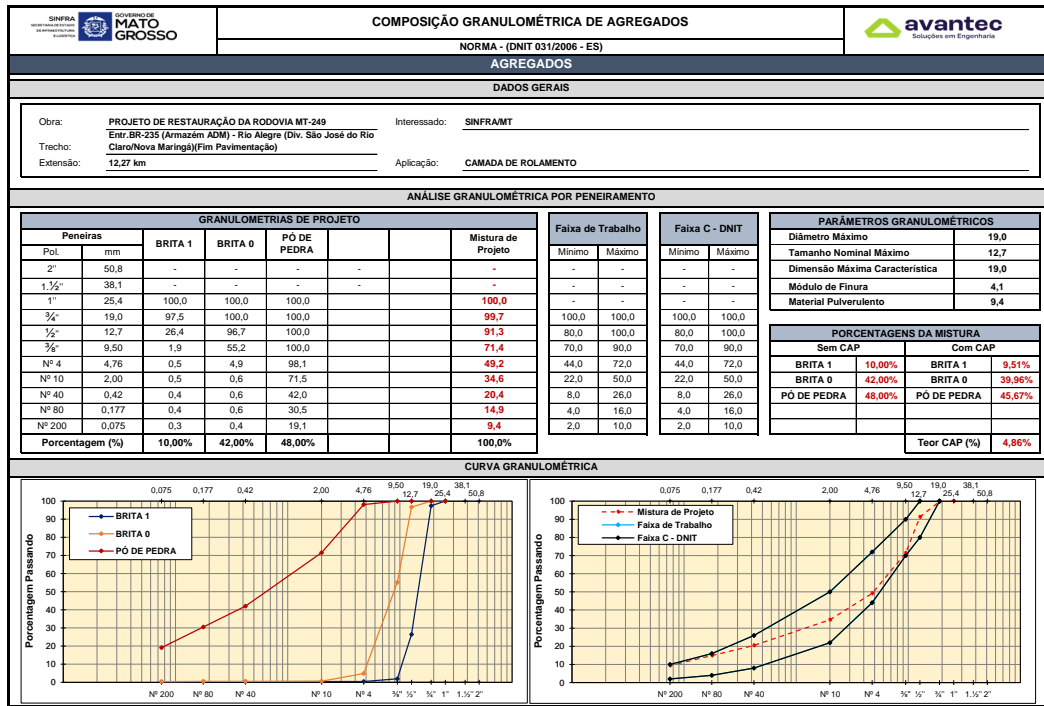 SINFRA
SECRETARIA DE ESTADO
DE INFRAESTRUTURA
E LOGÍSTICA
GOVERNO DE
MATO
GROSSO
COMPOSIÇÃO GRANULOMÉTRICA DE AGREGADOS
NORMA - (DNIT 031/2006 - ES)
avantec
Soluções em Engenharia
AGREGADOS
DADOS GERAIS
Obra: PROJETO DE RESTAURAÇÃO DA RODOVIA MT-249 Interessado: SINFRA/MT
Trecho: Entr.BR-235 (Armazém ADM) - Rio Alegre (Div. São José do Rio
Claro/Nova Maringá)(Fim Pavimentação)
Extensão: 12,27 km Aplicação: CAMADA DE ROLAMENTO
ANÁLISE GRANULOMÉTRICA POR PENEIRAMENTO
GRANULOMETRIAS DE PROJETO
Peneiras BRITA 1 BRITA 0 PÓ DE PEDRA Mistura de Projeto
Pol. mm
2" 50,8 - - - - -
1.½" 38,1 - - - - -
1" 25,4 100,0 100,0 100,0 100,0
¾" 19,0 97,5 100,0 100,0 99,7
½" 12,7 26,4 96,7 100,0 91,3
⅜" 9,50 1,9 55,2 100,0 71,4
Nº 4 4,76 0,5 4,9 98,1 49,2
Nº 10 2,00 0,5 0,6 71,5 34,6
Nº 40 0,42 0,4 0,6 42,0 20,4
Nº 80 0,177 0,4 0,6 30,5 14,9
Nº 200 0,075 0,3 0,4 19,1 9,4
Porcentagem (%) 10,00% 42,00% 48,00% 100,0%
Faixa de Trabalho
Mínimo Máximo
- -
- -
- -
100,0 100,0
80,0 100,0
70,0 90,0
44,0 72,0
22,0 50,0
8,0 26,0
4,0 16,0
2,0 10,0
Faixa C - DNIT
Mínimo Máximo
- -
- -
- -
100,0 100,0
80,0 100,0
70,0 90,0
44,0 72,0
22,0 50,0
8,0 26,0
4,0 16,0
2,0 10,0
PARÂMETROS GRANULOMÉTRICOS
Diâmetro Máximo 19,0
Tamanho Nominal Máximo 12,7
Dimensão Máxima Característica 19,0
Módulo de Finura 4,1
Material Pulverulento 9,4
PORCENTAGENS DA MISTURA
Sem CAP Com CAP
BRITA 1 10,00% BRITA 1 9,51%
BRITA 0 42,00% BRITA 0 39,96%
PÓ DE PEDRA 48,00% PÓ DE PEDRA 45,67%
Teor CAP (%) 4,86%
CURVA GRANULOMÉTRICA
0,075 0,177 0,42 2,00 4,76 9,50 12,7 19,0 25,4 38,1 50,8
Porcentagem Passando
100
90
80
70
60
50
40
30
20
10
0
BRITA 1
BRITA 0
PÓ DE PEDRA
Nº 200 Nº 80 Nº 40 Nº 10 Nº 4 ⅜" ½" ¾" 1" 1.½" 2"
0,075 0,177 0,42 2,00 4,76 9,50 12,7 19,0 25,4 38,1 50,8
Porcentagem Passando
100
90
80
70
60
50
40
30
20
10
0
Mistura de Projeto
Faixa de Trabalho
Faixa C - DNIT
Nº 200 Nº 80 Nº 40 Nº 10 Nº 4 ⅜" ½" ¾" 1" 1.½" 2"